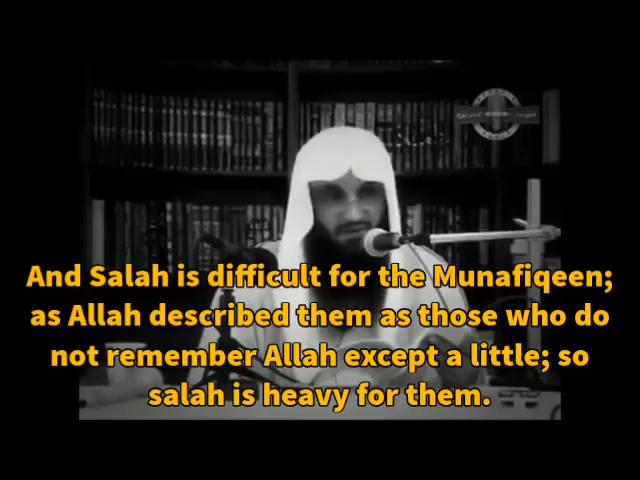 And Salah is difficult for the Munafiqeen;
as Allah described them as those who do
not remember Allah except a little; so
salah is heavy for them.